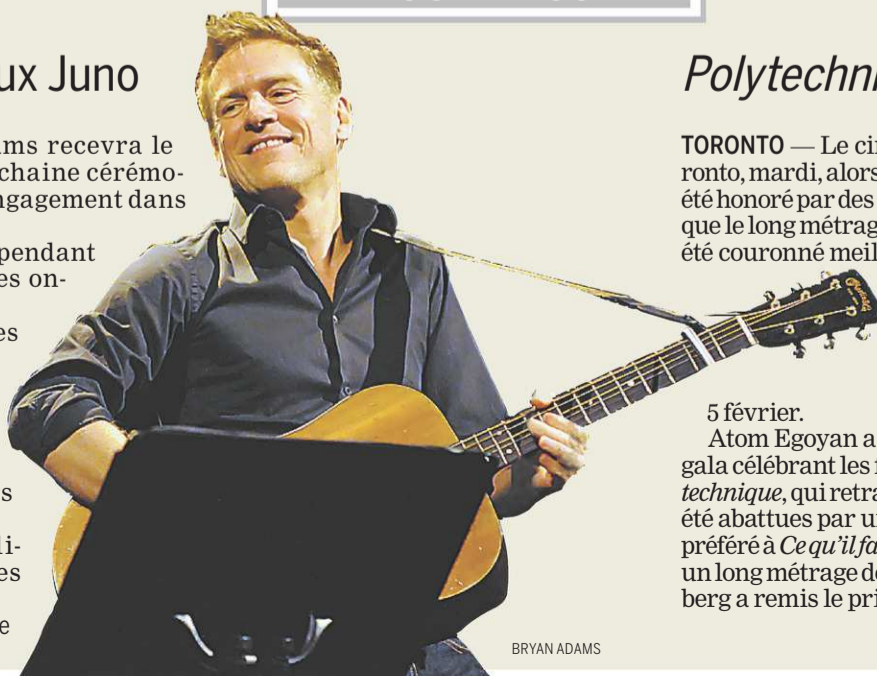 ux Juno
ms recevra le
chaine cérémo-
ngagement dans
pendant
es on-
es
s
li-
es
e
BRYAN ADAMS
Polytechni
TORONTO — Le cin
ronto, mardi, alors
été honoré par des
que le long métrag
été couronné meil
5 février.
Atom Egoyan a
gala célébrant les f
technique, qui retra
été abattues par u
préféré à Ce qu'il fa
un long métrage de
berg a remis le pri